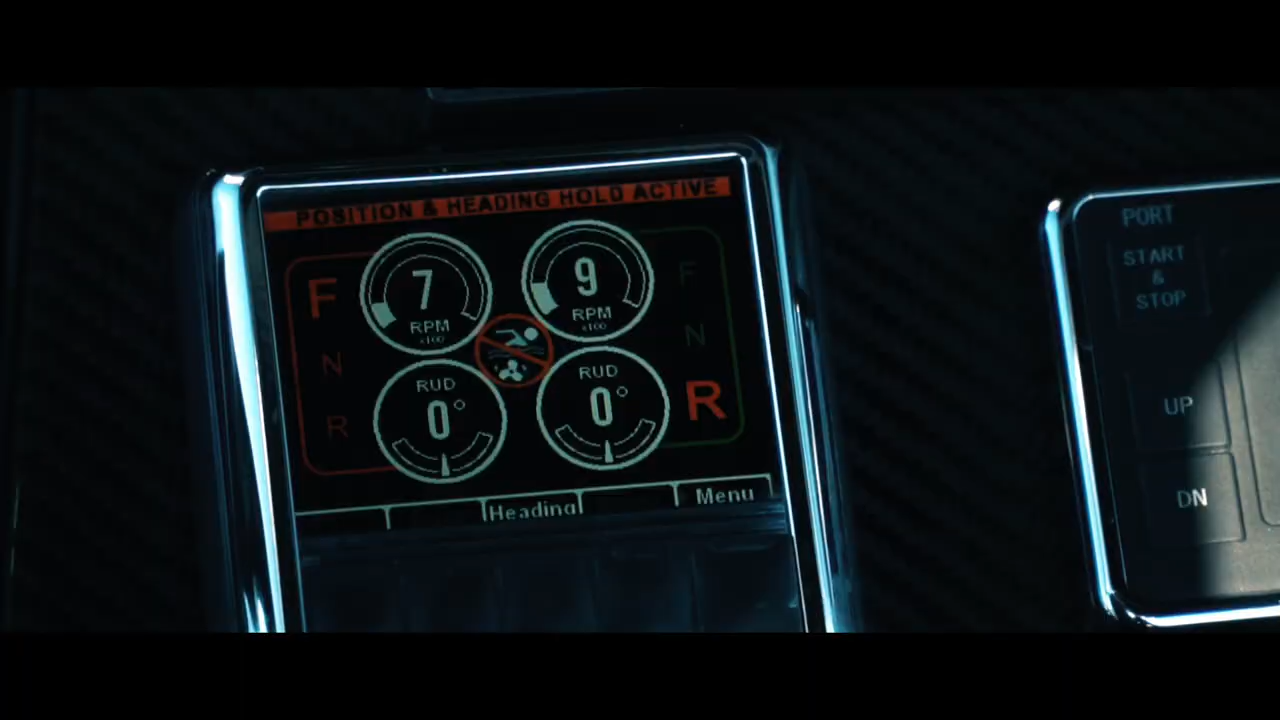 POSITION & HEADING HOLD ACTIVE
F
N
R
7
RPM
x100
9
RPM
x100
F
N
R
RUD
0°
RUD
0°
Heading
Menu
PORT
START
&
STOP
UP
DN